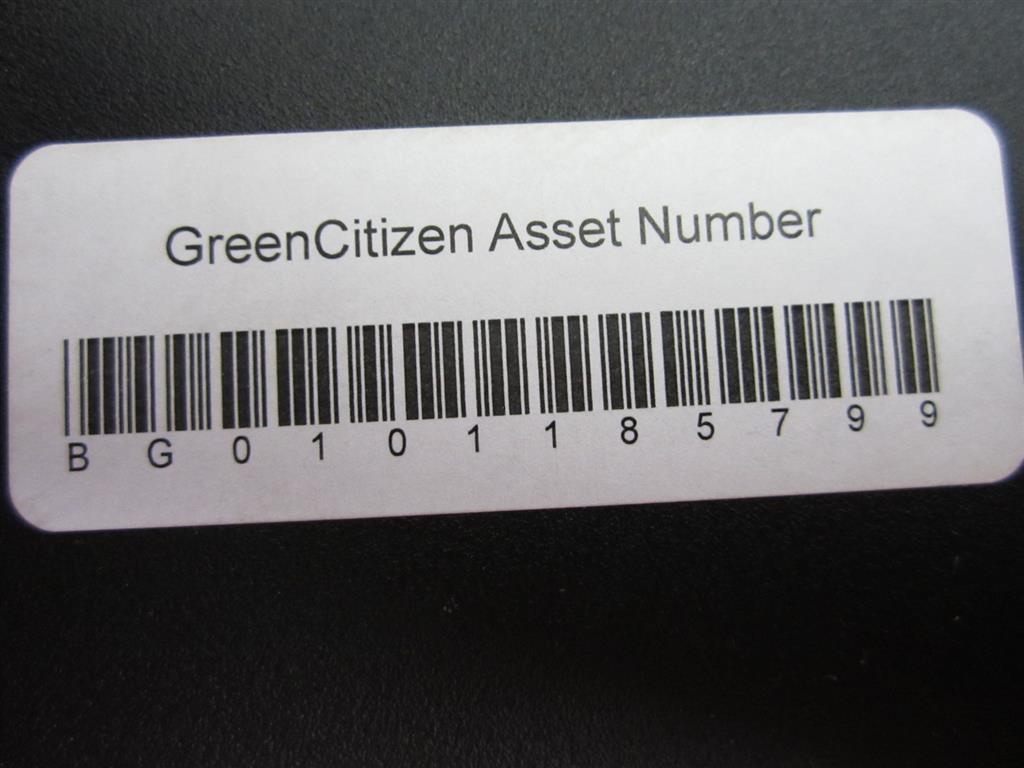 GreenCitizen Asset Number
B G 0 1 0 1 1 8 5 7 9 9